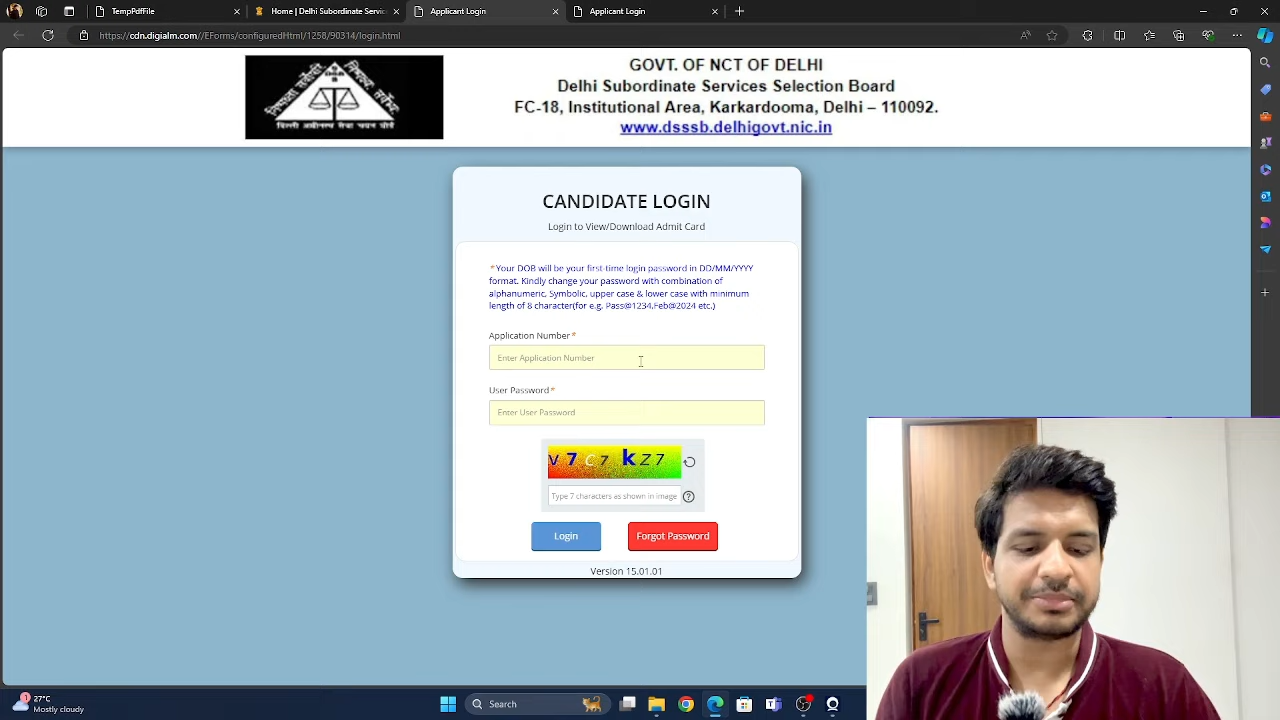 TempPdfFile
Home | Delhi Subordinate Servic
Applicant Login
Applicant Login
https://cdn.digialm.com//EForms/configuredHtml/1258/90314/login.html
GOVT. OF NCT OF DELHI
Delhi Subordinate Services Selection Board
FC-18, Institutional Area, Karkardooma, Delhi – 110092.
www.dsssb.delhigovt.nic.in
CANDIDATE LOGIN
Login to View/Download Admit Card
*Your DOB will be your first-time login password in DD/MM/YYYY
format. Kindly change your password with combination of
alphanumeric, Symbolic, upper case & lower case with minimum
length of 8 character(for e.g. Pass@1234,Feb@2024 etc.)
Application Number*
Enter Application Number
User Password*
Enter User Password
V 7 C 7 k Z 7
Type 7 characters as shown in image
Login
Forgot Password
Version 15.01.01
27°C
Mostly cloudy
Search